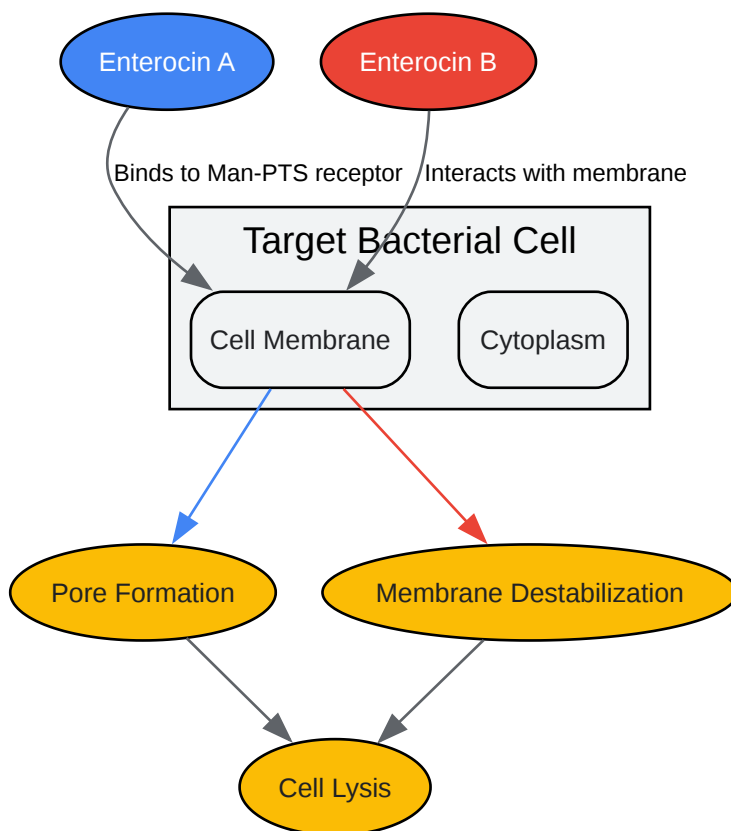 Enterocin A
Enterocin B
Binds to Man-PTS receptor
Interacts with membrane
Target Bacterial Cell
Cell Membrane
Cytoplasm
Pore Formation
Membrane Destabilization
Cell Lysis